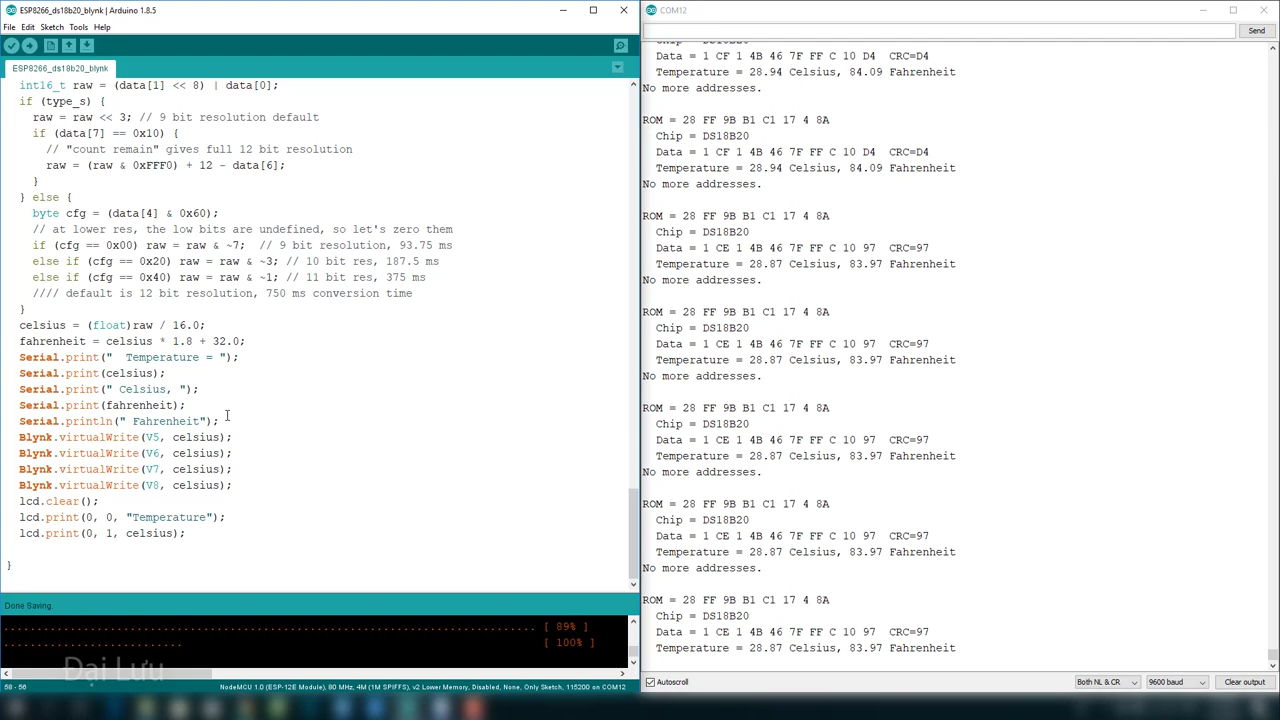 ESP8266_ds18b20_blynk | Arduino 1.8.5
File Edit Sketch Tools Help
ESP8266_ds18b20_blynk
int16_t raw = (data[1] << 8) | data[0];
if (type_s) {
raw = raw << 3; // 9 bit resolution default
if (data[7] == 0x10) {
// "count remain" gives full 12 bit resolution
raw = (raw & 0xFFF0) + 12 - data[6];
}
} else {
byte cfg = (data[4] & 0x60);
// at lower res, the low bits are undefined, so let's zero them
if (cfg == 0x00) raw = raw & ~7;  // 9 bit resolution, 93.75 ms
else if (cfg == 0x20) raw = raw & ~3; // 10 bit res, 187.5 ms
else if (cfg == 0x40) raw = raw & ~1; // 11 bit res, 375 ms
//// default is 12 bit resolution, 750 ms conversion time
}
celsius = (float)raw / 16.0;
fahrenheit = celsius * 1.8 + 32.0;
Serial.print("  Temperature = ");
Serial.print(celsius);
Serial.print(" Celsius, ");
Serial.print(fahrenheit);
Serial.println(" Fahrenheit");
Blynk.virtualWrite(V5, celsius);
Blynk.virtualWrite(V6, celsius);
Blynk.virtualWrite(V7, celsius);
Blynk.virtualWrite(V8, celsius);
lcd.clear();
lcd.print(0, 0, "Temperature");
lcd.print(0, 1, celsius);
}
Done Saving.
................................................................................ [ 89% ]
........................... [ 100% ]
Đại Lưu
58 - 56 NodeMCU 1.0 (ESP-12E Module), 80 MHz, 4M (1M SPIFFS), v2 Lower Memory, Disabled, None, Only Sketch, 115200 on COM12
COM12
Send
Chip = DS18B20
Data = 1 CF 1 4B 46 7F FF C 10 D4  CRC=D4
Temperature = 28.94 Celsius, 84.09 Fahrenheit
No more addresses.
ROM = 28 FF 9B B1 C1 17 4 8A
Chip = DS18B20
Data = 1 CF 1 4B 46 7F FF C 10 D4  CRC=D4
Temperature = 28.94 Celsius, 84.09 Fahrenheit
No more addresses.
ROM = 28 FF 9B B1 C1 17 4 8A
Chip = DS18B20
Data = 1 CE 1 4B 46 7F FF C 10 97  CRC=97
Temperature = 28.87 Celsius, 83.97 Fahrenheit
No more addresses.
ROM = 28 FF 9B B1 C1 17 4 8A
Chip = DS18B20
Data = 1 CE 1 4B 46 7F FF C 10 97  CRC=97
Temperature = 28.87 Celsius, 83.97 Fahrenheit
No more addresses.
ROM = 28 FF 9B B1 C1 17 4 8A
Chip = DS18B20
Data = 1 CE 1 4B 46 7F FF C 10 97  CRC=97
Temperature = 28.87 Celsius, 83.97 Fahrenheit
No more addresses.
ROM = 28 FF 9B B1 C1 17 4 8A
Chip = DS18B20
Data = 1 CE 1 4B 46 7F FF C 10 97  CRC=97
Temperature = 28.87 Celsius, 83.97 Fahrenheit
No more addresses.
ROM = 28 FF 9B B1 C1 17 4 8A
Chip = DS18B20
Data = 1 CE 1 4B 46 7F FF C 10 97  CRC=97
Temperature = 28.87 Celsius, 83.97 Fahrenheit
Autoscroll Both NL & CR 9600 baud Clear output